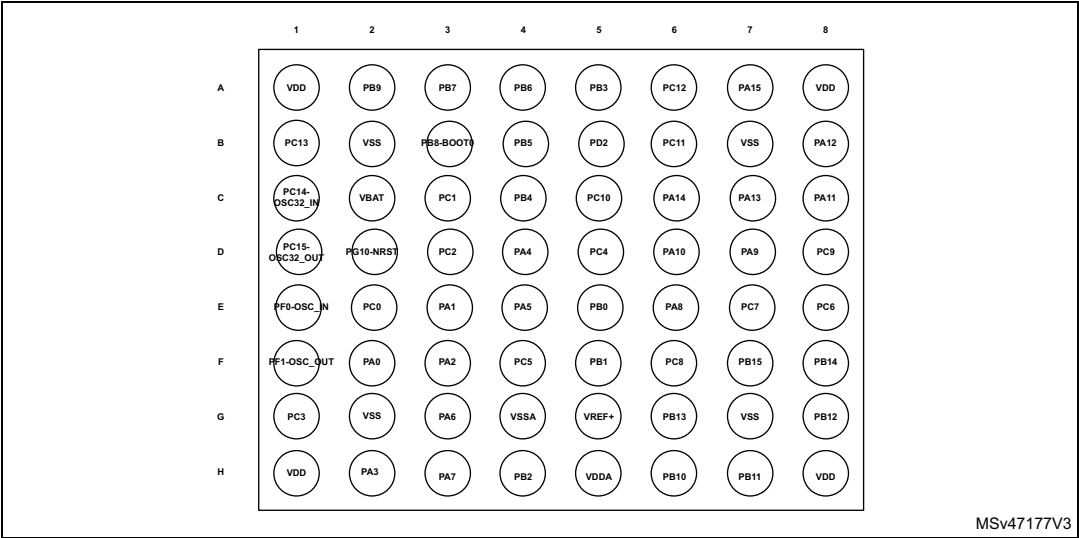 1 2 3 4 5 6 7 8
A VDD PB9 PB7 PB6 PB3 PC12 PA15 VDD
B PC13 VSS PB8-BOOT0 PB5 PD2 PC11 VSS PA12
C PC14-
OSC32_IN VBAT PC1 PB4 PC10 PA14 PA13 PA11
D PC15-
OSC32_OUT PG10-NRST PC2 PA4 PC4 PA10 PA9 PC9
E PF0-OSC_IN PC0 PA1 PA5 PB0 PA8 PC7 PC6
F PF1-OSC_OUT PA0 PA2 PC5 PB1 PC8 PB15 PB14
G PC3 VSS PA6 VSSA VREF+ PB13 VSS PB12
H VDD PA3 PA7 PB2 VDDA PB10 PB11 VDD
MSv47177V3